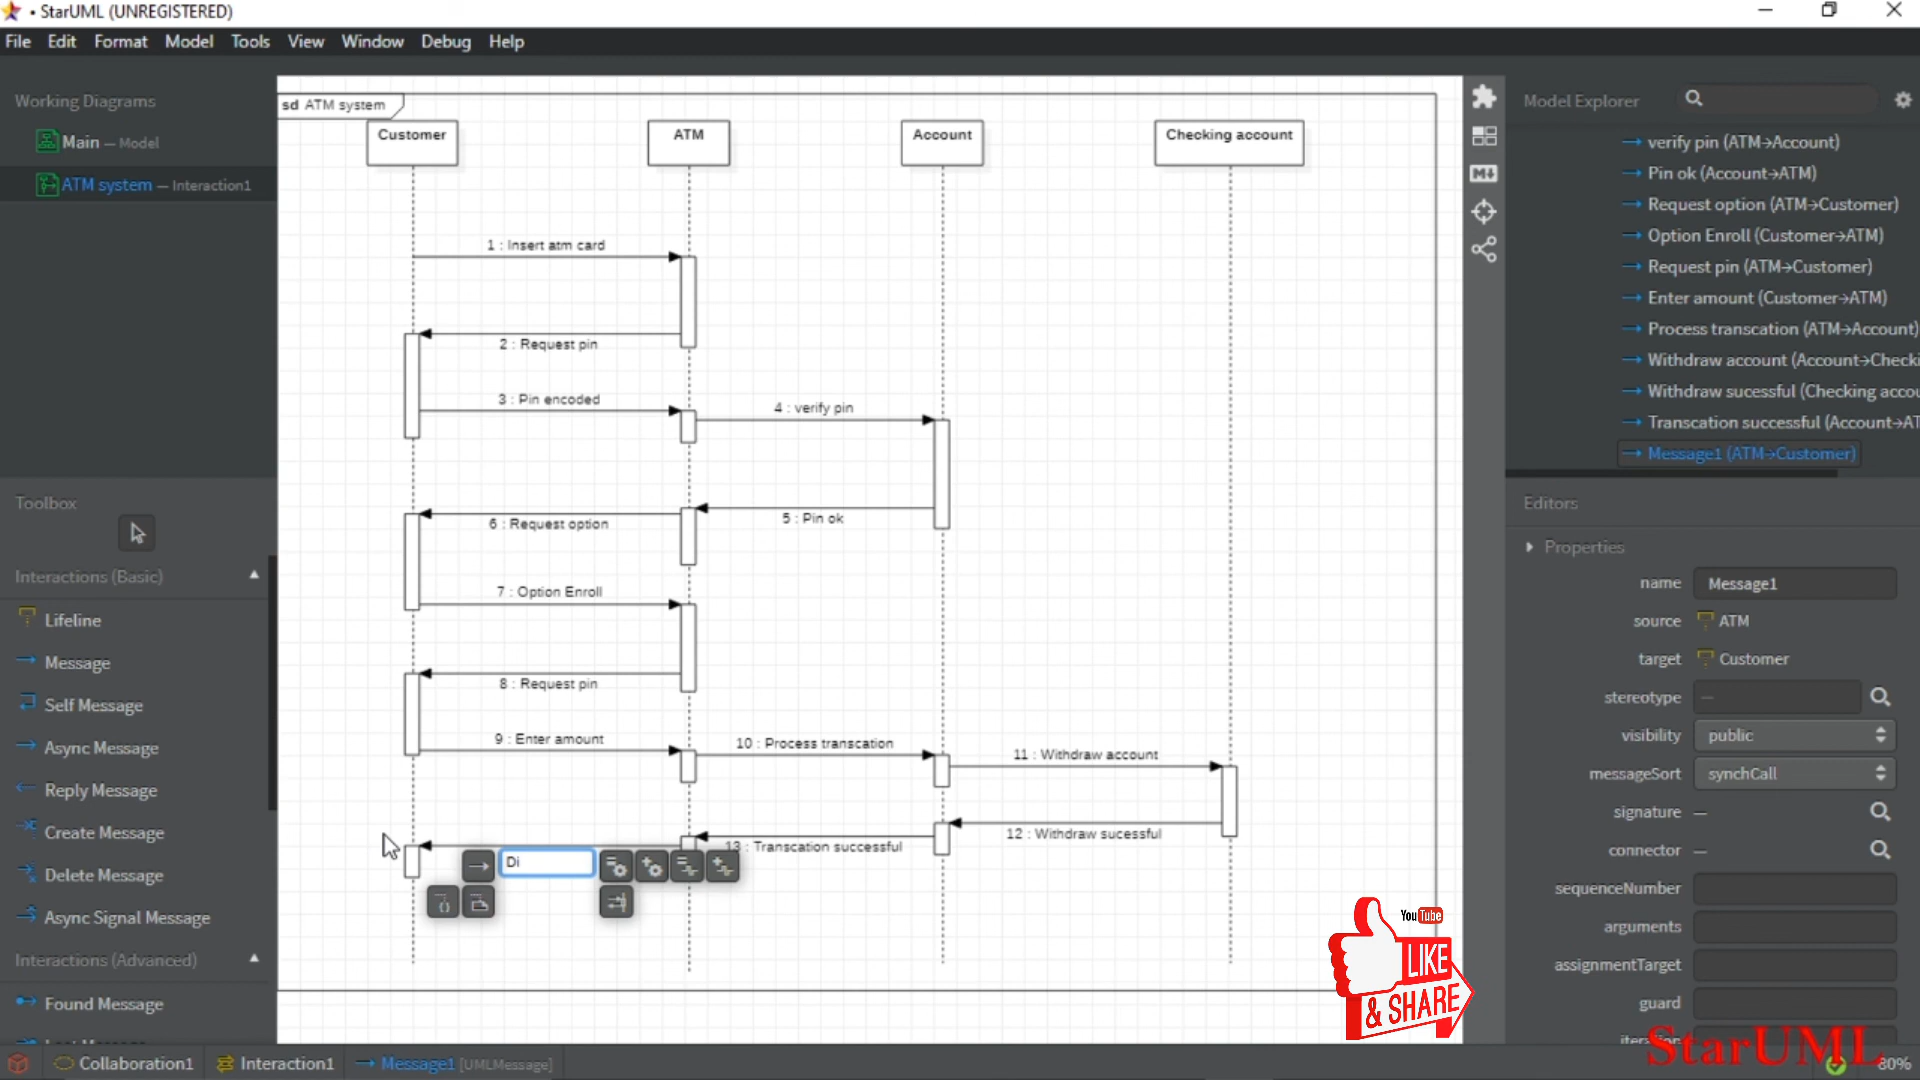 • StarUML (UNREGISTERED)
File Edit Format Model Tools View Window Debug Help
Working Diagrams
Main — Model
ATM system — Interaction1
Toolbox
Interactions (Basic)
Lifeline
Message
Self Message
Async Message
Reply Message
Create Message
Delete Message
Async Signal Message
Interactions (Advanced)
Found Message
sd ATM system
Customer
ATM
Account
Checking account
1 : Insert atm card
2 : Request pin
3 : Pin encoded
4 : verify pin
5 : Pin ok
6 : Request option
7 : Option Enroll
8 : Request pin
9 : Enter amount
10 : Process transcation
11 : Withdraw account
12 : Withdraw sucessful
13 : Transcation successful
Di
You Tube
LIKE
& SHARE
Model Explorer
verify pin (ATM→Account)
Pin ok (Account→ATM)
Request option (ATM→Customer)
Option Enroll (Customer→ATM)
Request pin (ATM→Customer)
Enter amount (Customer→ATM)
Process transcation (ATM→Account)
Withdraw account (Account→Checki
Withdraw sucessful (Checking accou
Transcation successful (Account→AT
Message1 (ATM→Customer)
Editors
Properties
name Message1
source ATM
target Customer
stereotype —
visibility public
messageSort synchCall
signature —
connector —
sequenceNumber
arguments
assignmentTarget
guard
StarUML
Collaboration1 Interaction1 Message1 [UMLMessage]
80%